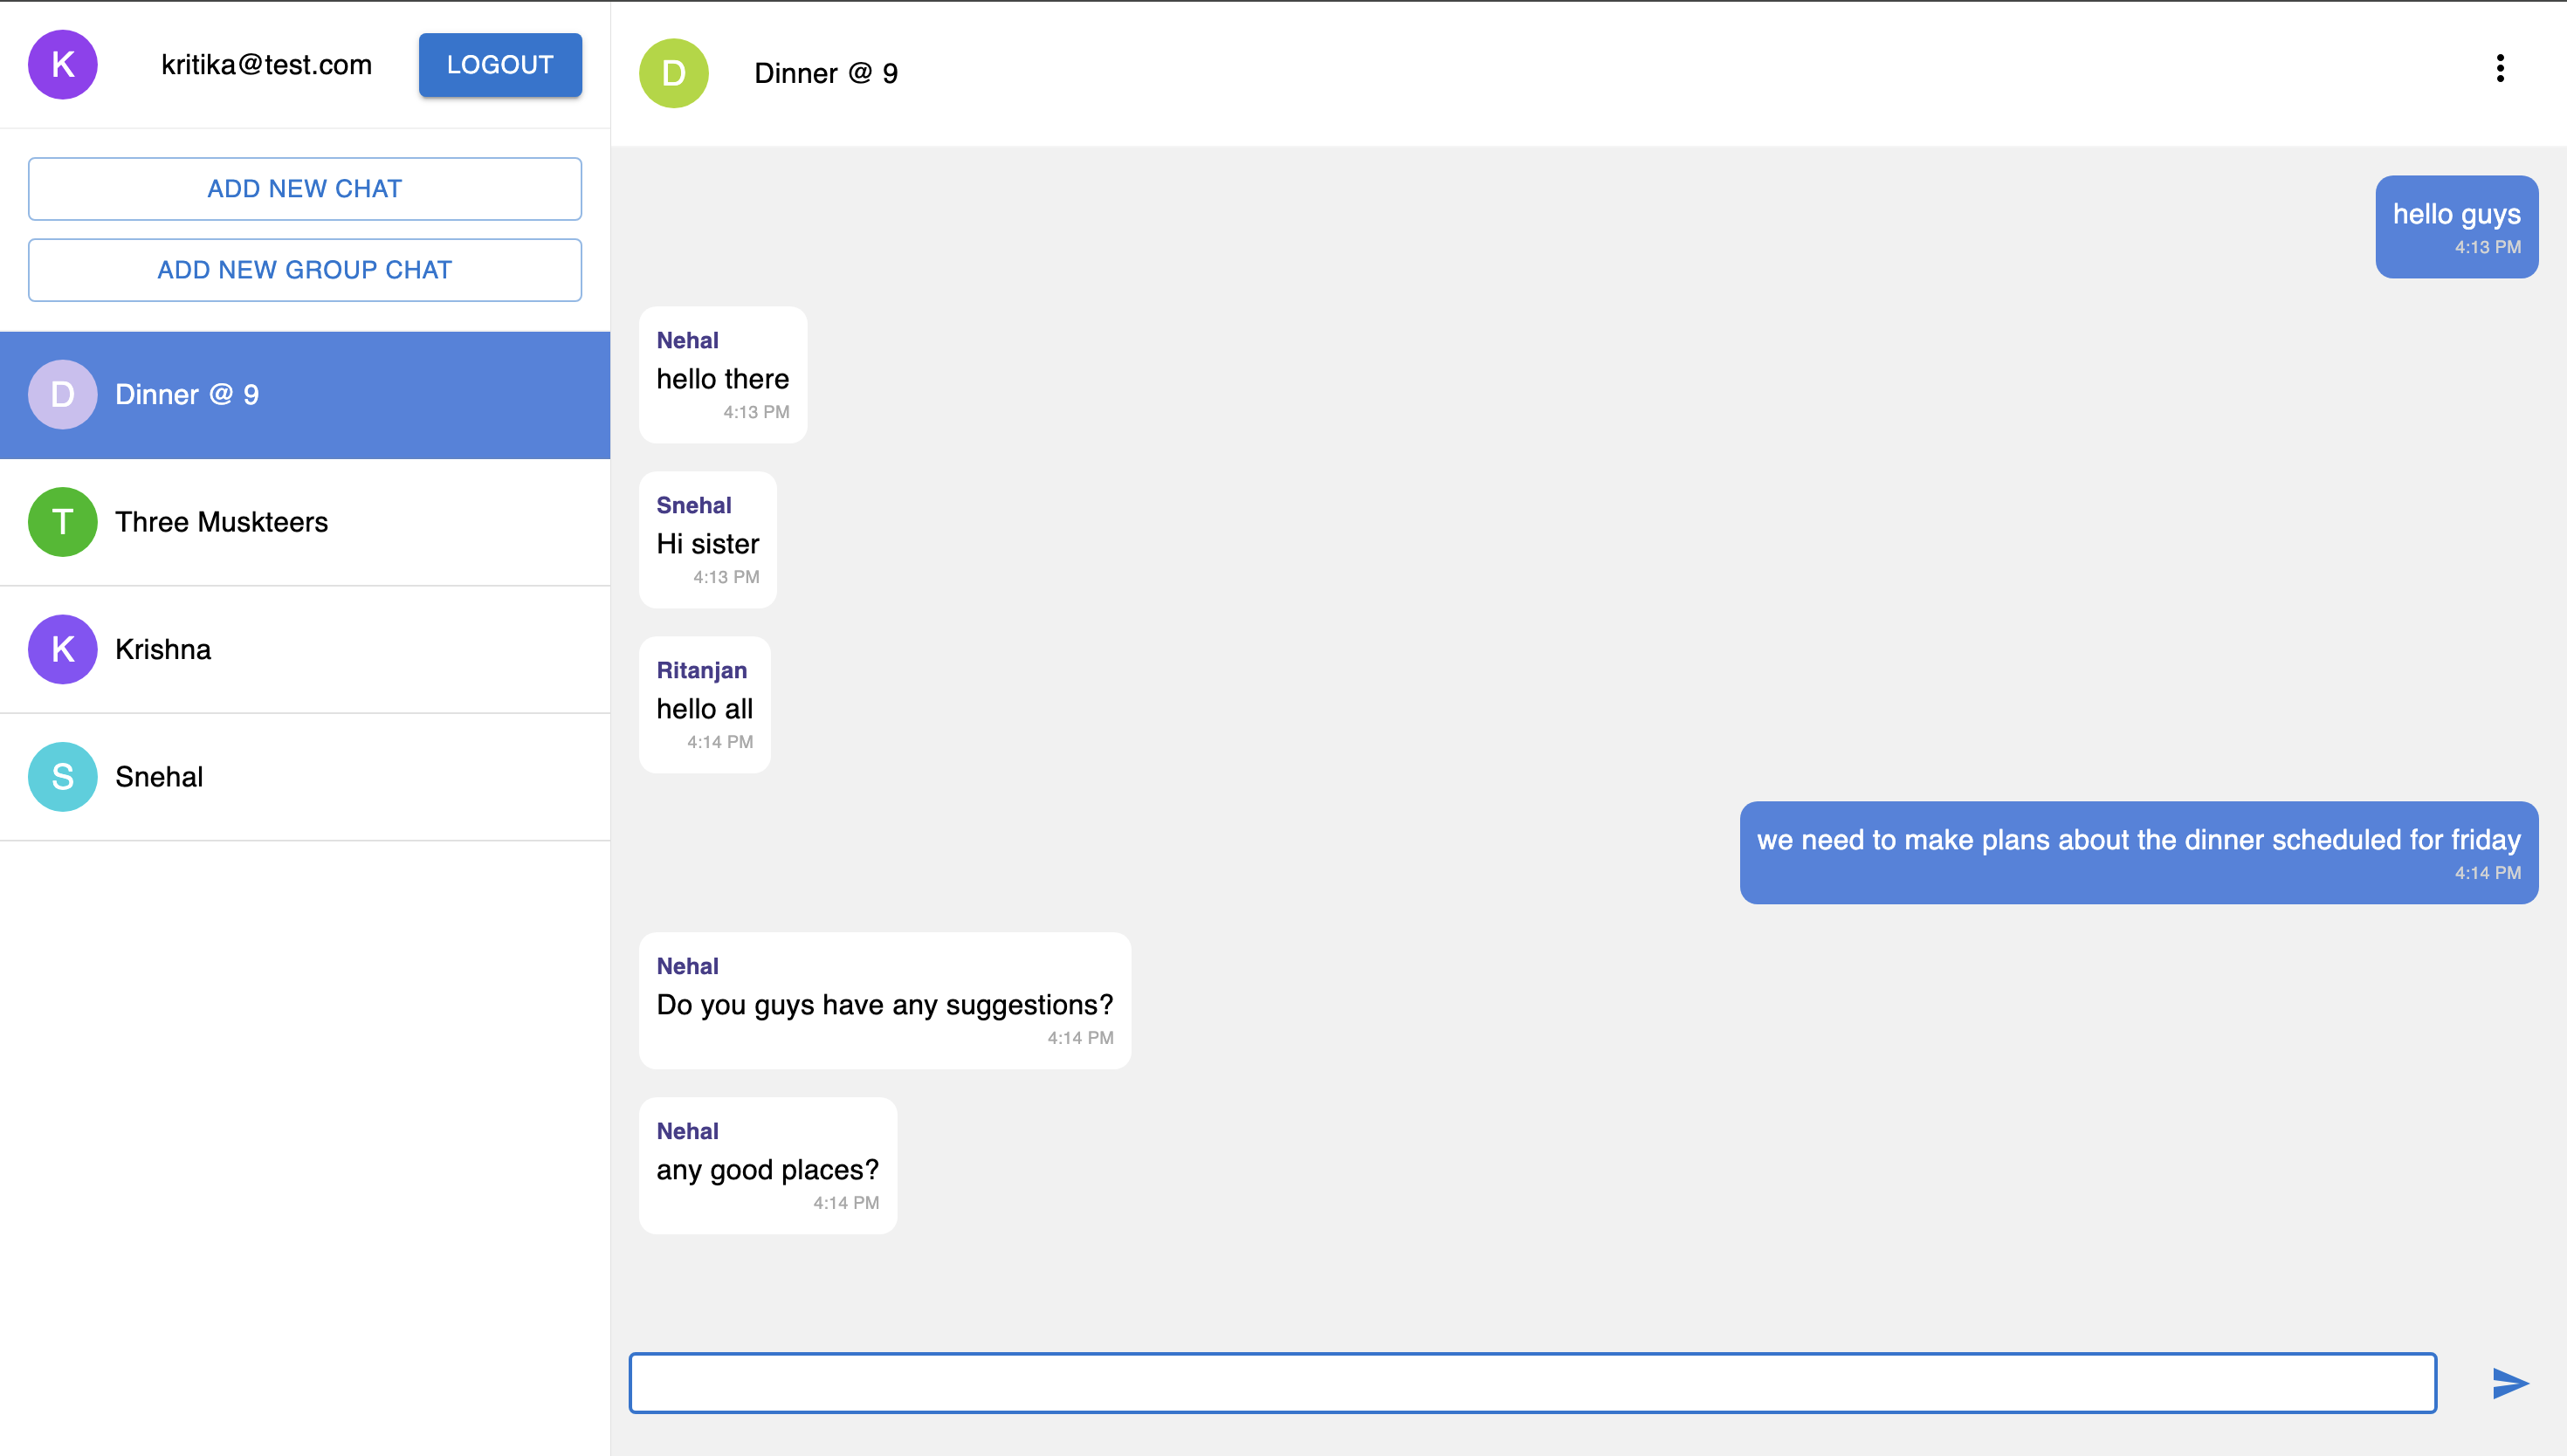 K
kritika@test.com
LOGOUT
ADD NEW CHAT
ADD NEW GROUP CHAT
D
Dinner @ 9
T
Three Muskteers
K
Krishna
S
Snehal
D
Dinner @ 9
hello guys
4:13 PM
Nehal
hello there
4:13 PM
Snehal
Hi sister
4:13 PM
Ritanjan
hello all
4:14 PM
we need to make plans about the dinner scheduled for friday
4:14 PM
Nehal
Do you guys have any suggestions?
4:14 PM
Nehal
any good places?
4:14 PM